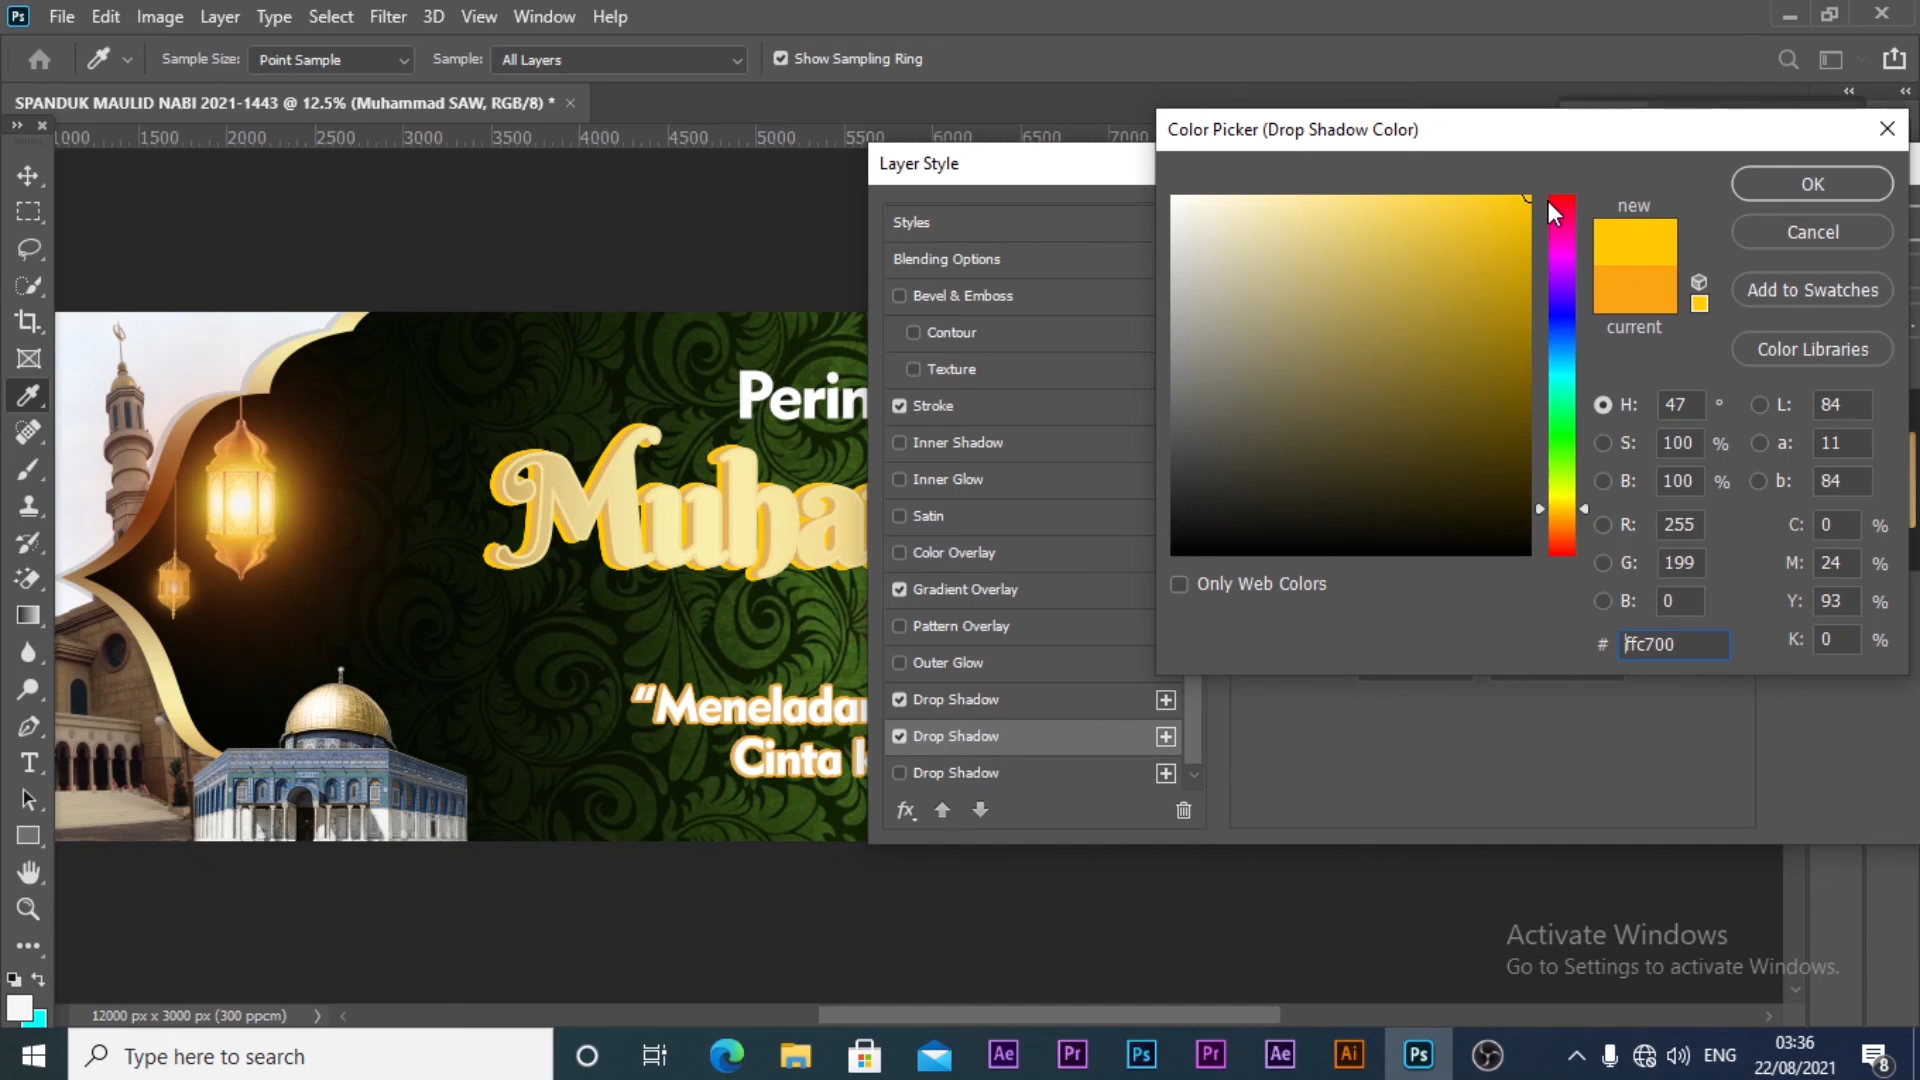 Ps File Edit Image Layer Type Select Filter 3D View Window Help
Sample Size: Point Sample Sample: All Layers Show Sampling Ring
SPANDUK MAULID NABI 2021-1443 @ 12.5% (Muhammad SAW, RGB/8) *
1500 2000 2500 3000 3500 4000 4500 5000 5500 6000 6500 7000
Perin
Muha
"Meneladan
Cinta
Layer Style
Styles
Blending Options
Bevel & Emboss
Contour
Texture
Stroke
Inner Shadow
Inner Glow
Satin
Color Overlay
Gradient Overlay
Pattern Overlay
Outer Glow
Drop Shadow
Drop Shadow
Drop Shadow
fx
Color Picker (Drop Shadow Color)
new
current
OK
Cancel
Add to Swatches
Color Libraries
Only Web Colors
H: 47 °
S: 100 %
B: 100 %
R: 255
G: 199
B: 0
# ffc700
L: 84
a: 11
b: 84
C: 0 %
M: 24 %
Y: 93 %
K: 0 %
Activate Windows
Go to Settings to activate Windows.
12000 px x 3000 px (300 ppcm)
Type here to search
Ae Pr Ps Pr Ae Ai Ps
ENG
03:36
22/08/2021
8